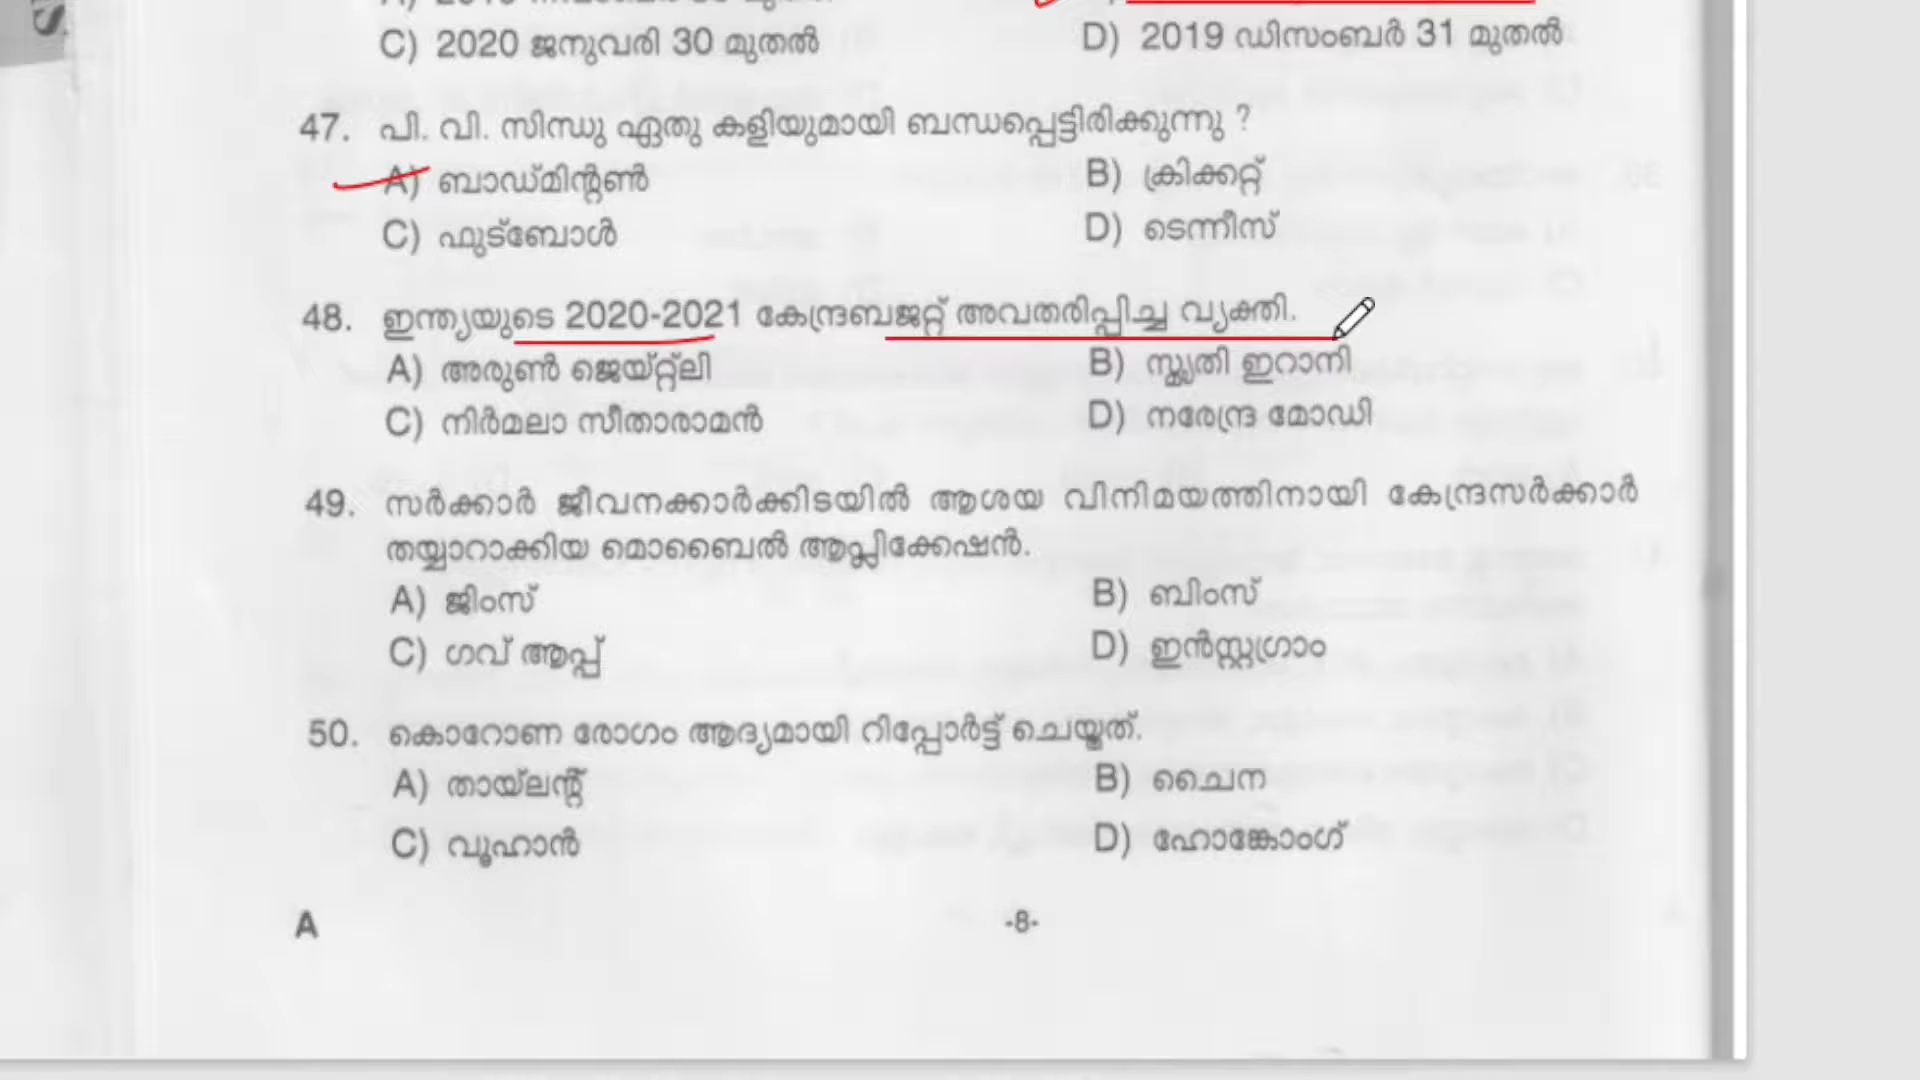 C) 2020 ജനുവരി 30 മുതൽ D) 2019 ഡിസംബർ 31 മുതൽ
47. പി. വി. സിന്ധു ഏതു കളിയുമായി ബന്ധപ്പെട്ടിരിക്കുന്നു ?
A) ബാഡ്മിന്റൺ B) ക്രിക്കറ്റ്
C) ഫുട്ബോൾ D) ടെന്നീസ്
48. ഇന്ത്യയുടെ 2020-2021 കേന്ദ്രബജറ്റ് അവതരിപ്പിച്ച വ്യക്തി.
A) അരുൺ ജെയ്റ്റ്ലി B) സ്മൃതി ഇറാനി
C) നിർമലാ സീതാരാമൻ D) നരേന്ദ്ര മോഡി
49. സർക്കാർ ജീവനക്കാർക്കിടയിൽ ആശയ വിനിമയത്തിനായി കേന്ദ്രസർക്കാർ
തയ്യാറാക്കിയ മൊബൈൽ ആപ്ലിക്കേഷൻ.
A) ജിംസ് B) ബിംസ്
C) ഗവ് ആപ്പ് D) ഇൻസ്റ്റഗ്രാം
50. കൊറോണ രോഗം ആദ്യമായി റിപ്പോർട്ട് ചെയ്തത്.
A) തായ്ലന്റ് B) ചൈന
C) വൂഹാൻ D) ഹോങ്കോംഗ്
A -8-